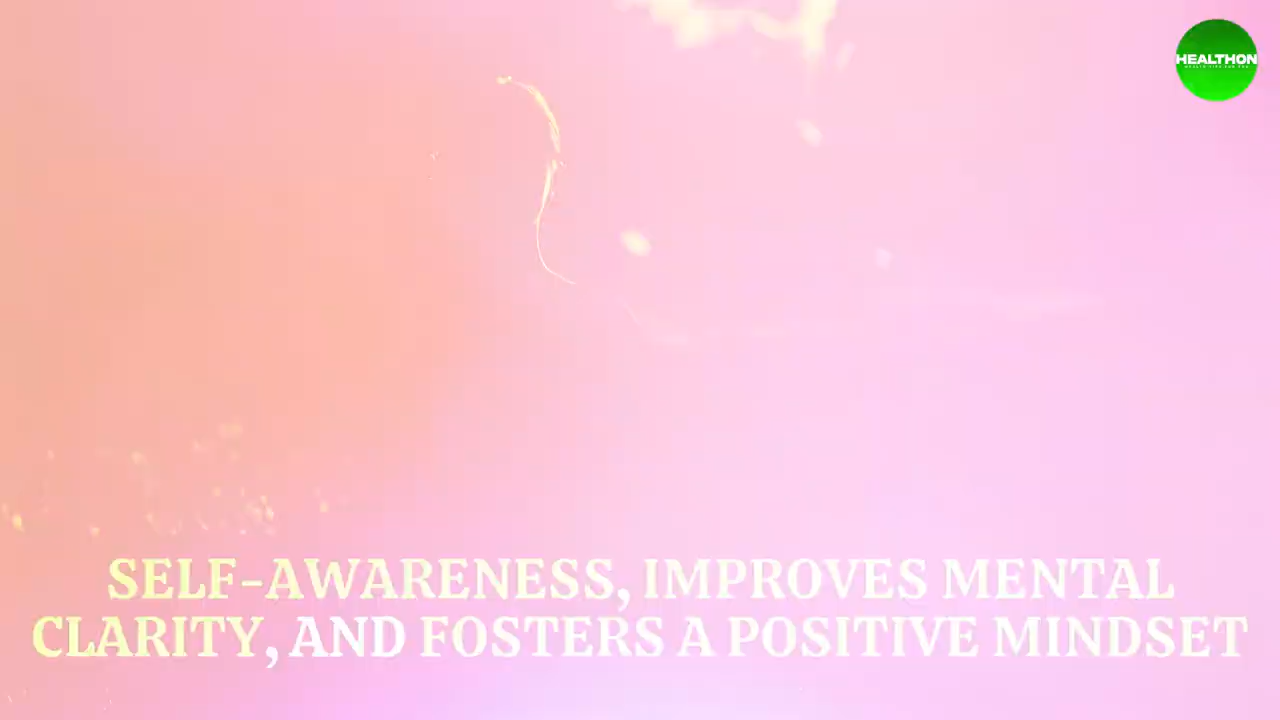 HEALTHON
SELF-AWARENESS, IMPROVES MENTAL
CLARITY, AND FOSTERS A POSITIVE MINDSET